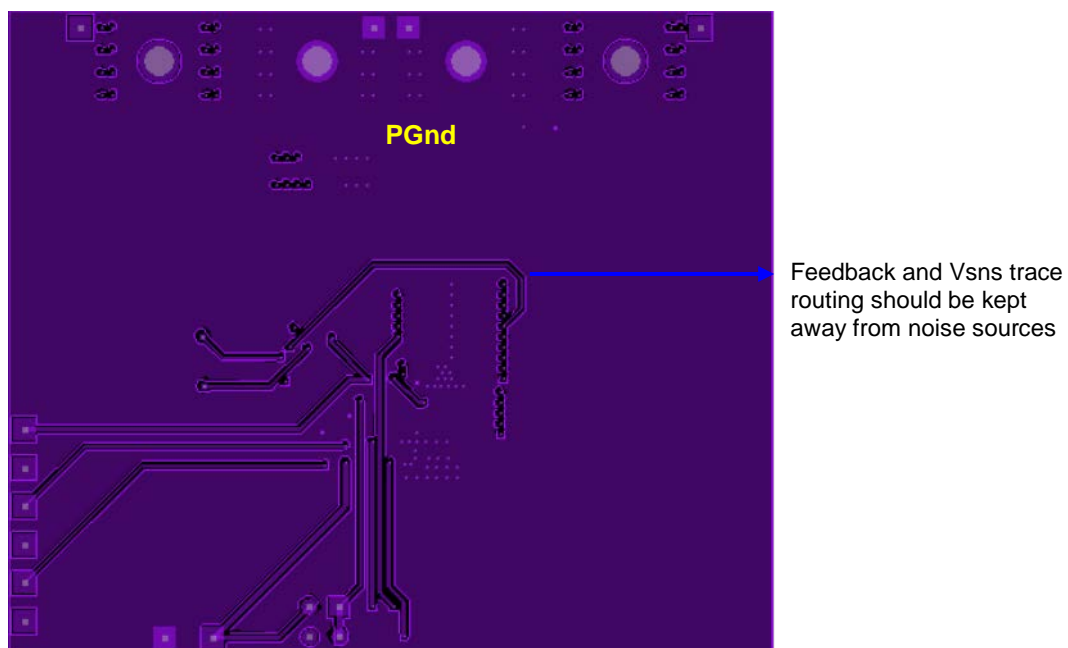 PGnd
Feedback and Vsns trace
routing should be kept
away from noise sources